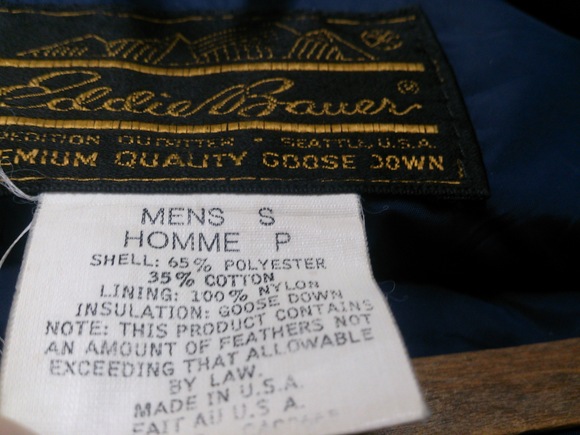 Eddie Bauer ®
PEDITION OUTFITTER • SEATTLE, U.S.A.
EMIUM QUALITY GOOSE DOWN
MENS S
HOMME P
SHELL: 65% POLYESTER
35% COTTON
LINING: 100% NYLON
INSULATION: GOOSE DOWN
NOTE: THIS PRODUCT CONTAINS
AN AMOUNT OF FEATHERS NOT
EXCEEDING THAT ALLOWABLE
BY LAW.
MADE IN U.S.A.
FAIT AU U S A.